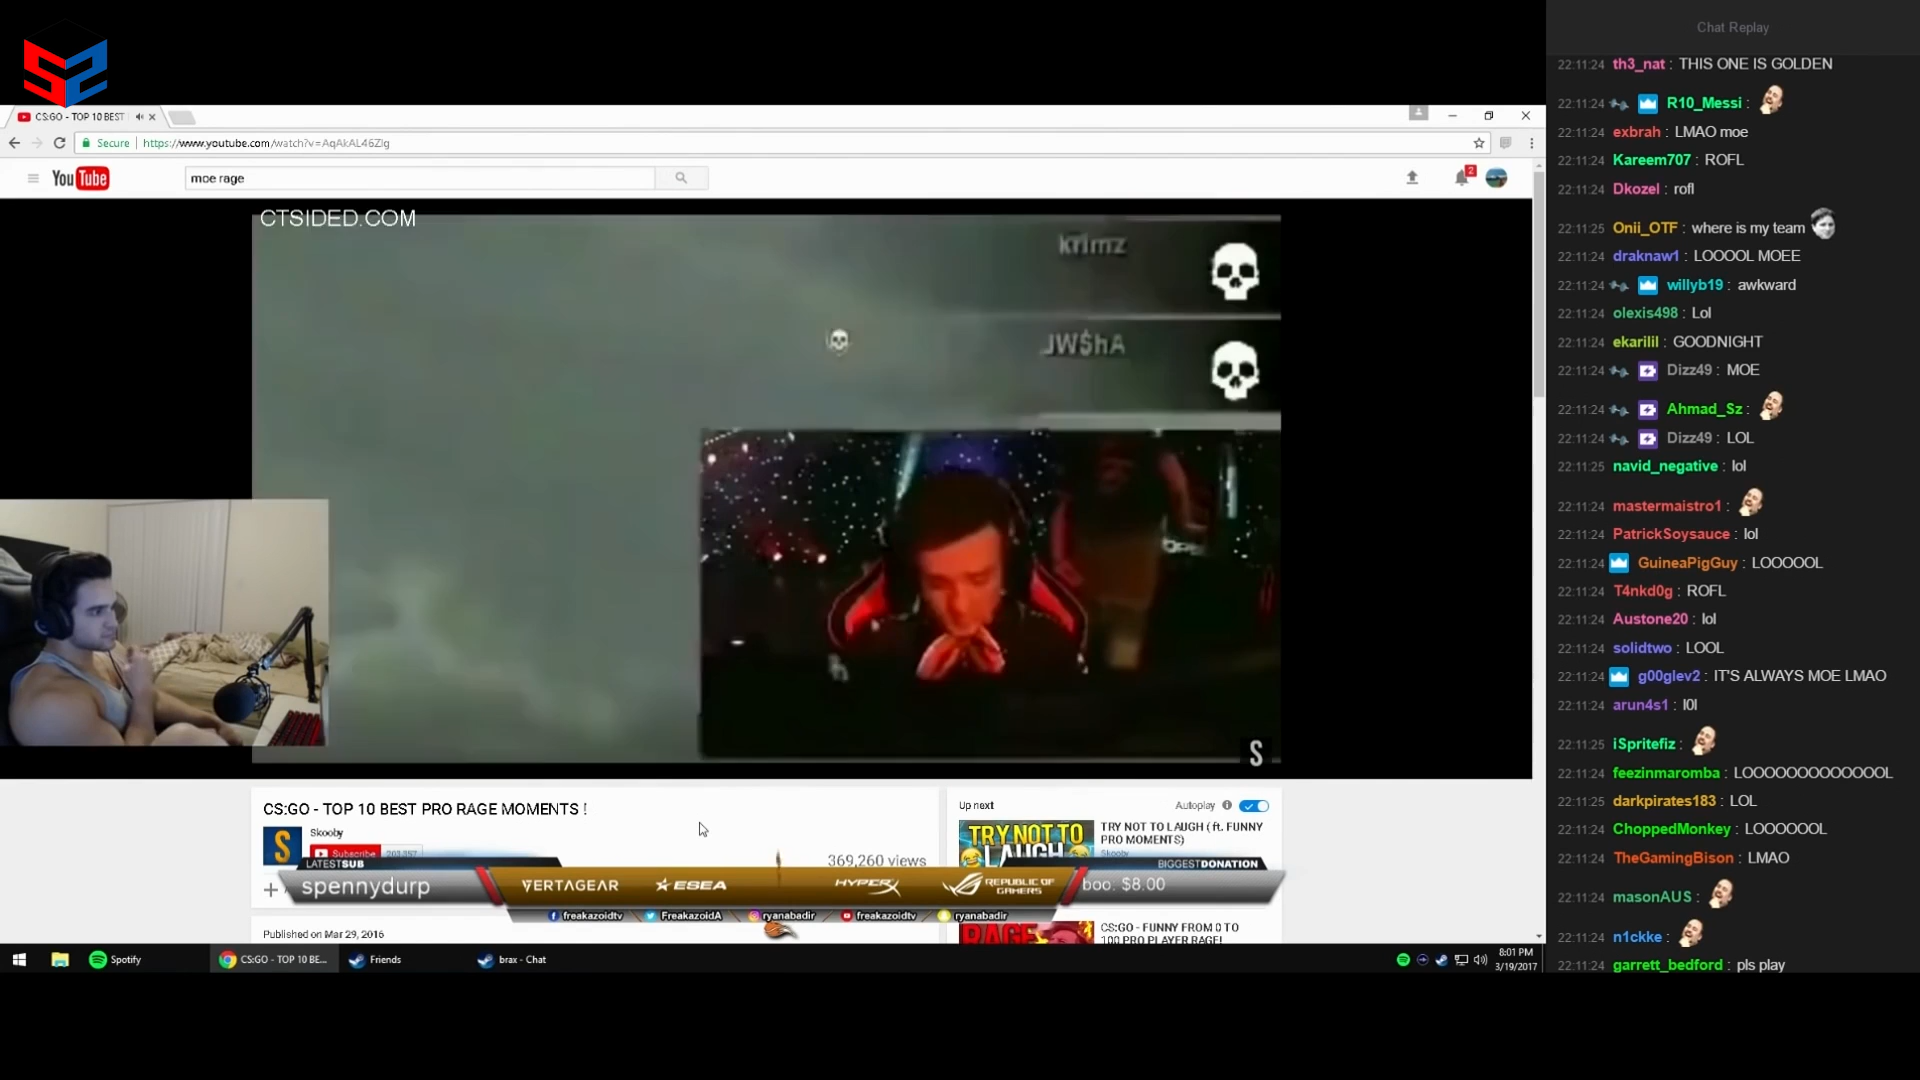 CS:GO - TOP 10 BEST
Secure
https://www.youtube.com/watch?v=AqAkAL46ZIg
YouTube
moe rage
2
CTSIDED.COM
krimz
JW$hA
S
CS:GO - TOP 10 BEST PRO RAGE MOMENTS !
Skooby
Subscribe 203,357
369,260 views
Published on Mar 29, 2016
Up next
Autoplay
TRY NOT TO LAUGH
TRY NOT TO LAUGH ( ft. FUNNY
PRO MOMENTS)
Skooby
RAGE
CS:GO - FUNNY FROM 0 TO
100 PRO PLAYER RAGE!
LATESTSUB
spennydurp
VERTAGEAR
ESEA
HYPERX
REPUBLIC OF
GAMERS
BIGGESTDONATION
boo. $8.00
freakazoidtv
FreakazoidA
ryanabadir
freakazoidtv
ryanabadir
Spotify
CS:GO - TOP 10 BE...
Friends
brax - Chat
8:01 PM
3/19/2017
Chat Replay
22:11:24 th3_nat : THIS ONE IS GOLDEN
22:11:24 R10_Messi :
22:11:24 exbrah : LMAO moe
22:11:24 Kareem707 : ROFL
22:11:24 Dkozel : rofl
22:11:25 Onii_OTF : where is my team
22:11:24 draknaw1 : LOOOOL MOEE
22:11:24 willyb19 : awkward
22:11:24 olexis498 : Lol
22:11:24 ekarilil : GOODNIGHT
22:11:24 Dizz49 : MOE
22:11:24 Ahmad_Sz :
22:11:24 Dizz49 : LOL
22:11:25 navid_negative : lol
22:11:24 mastermaistro1 :
22:11:24 PatrickSoysauce : lol
22:11:24 GuineaPigGuy : LOOOOOL
22:11:24 T4nkd0g : ROFL
22:11:24 Austone20 : lol
22:11:24 solidtwo : LOOL
22:11:24 g00glev2 : IT'S ALWAYS MOE LMAO
22:11:24 arun4s1 : l0l
22:11:25 iSpritefiz :
22:11:24 feezinmaromba : LOOOOOOOOOOOOOL
22:11:25 darkpirates183 : LOL
22:11:24 ChoppedMonkey : LOOOOOOL
22:11:24 TheGamingBison : LMAO
22:11:24 masonAUS :
22:11:24 n1ckke :
22:11:24 garrett_bedford : pls play